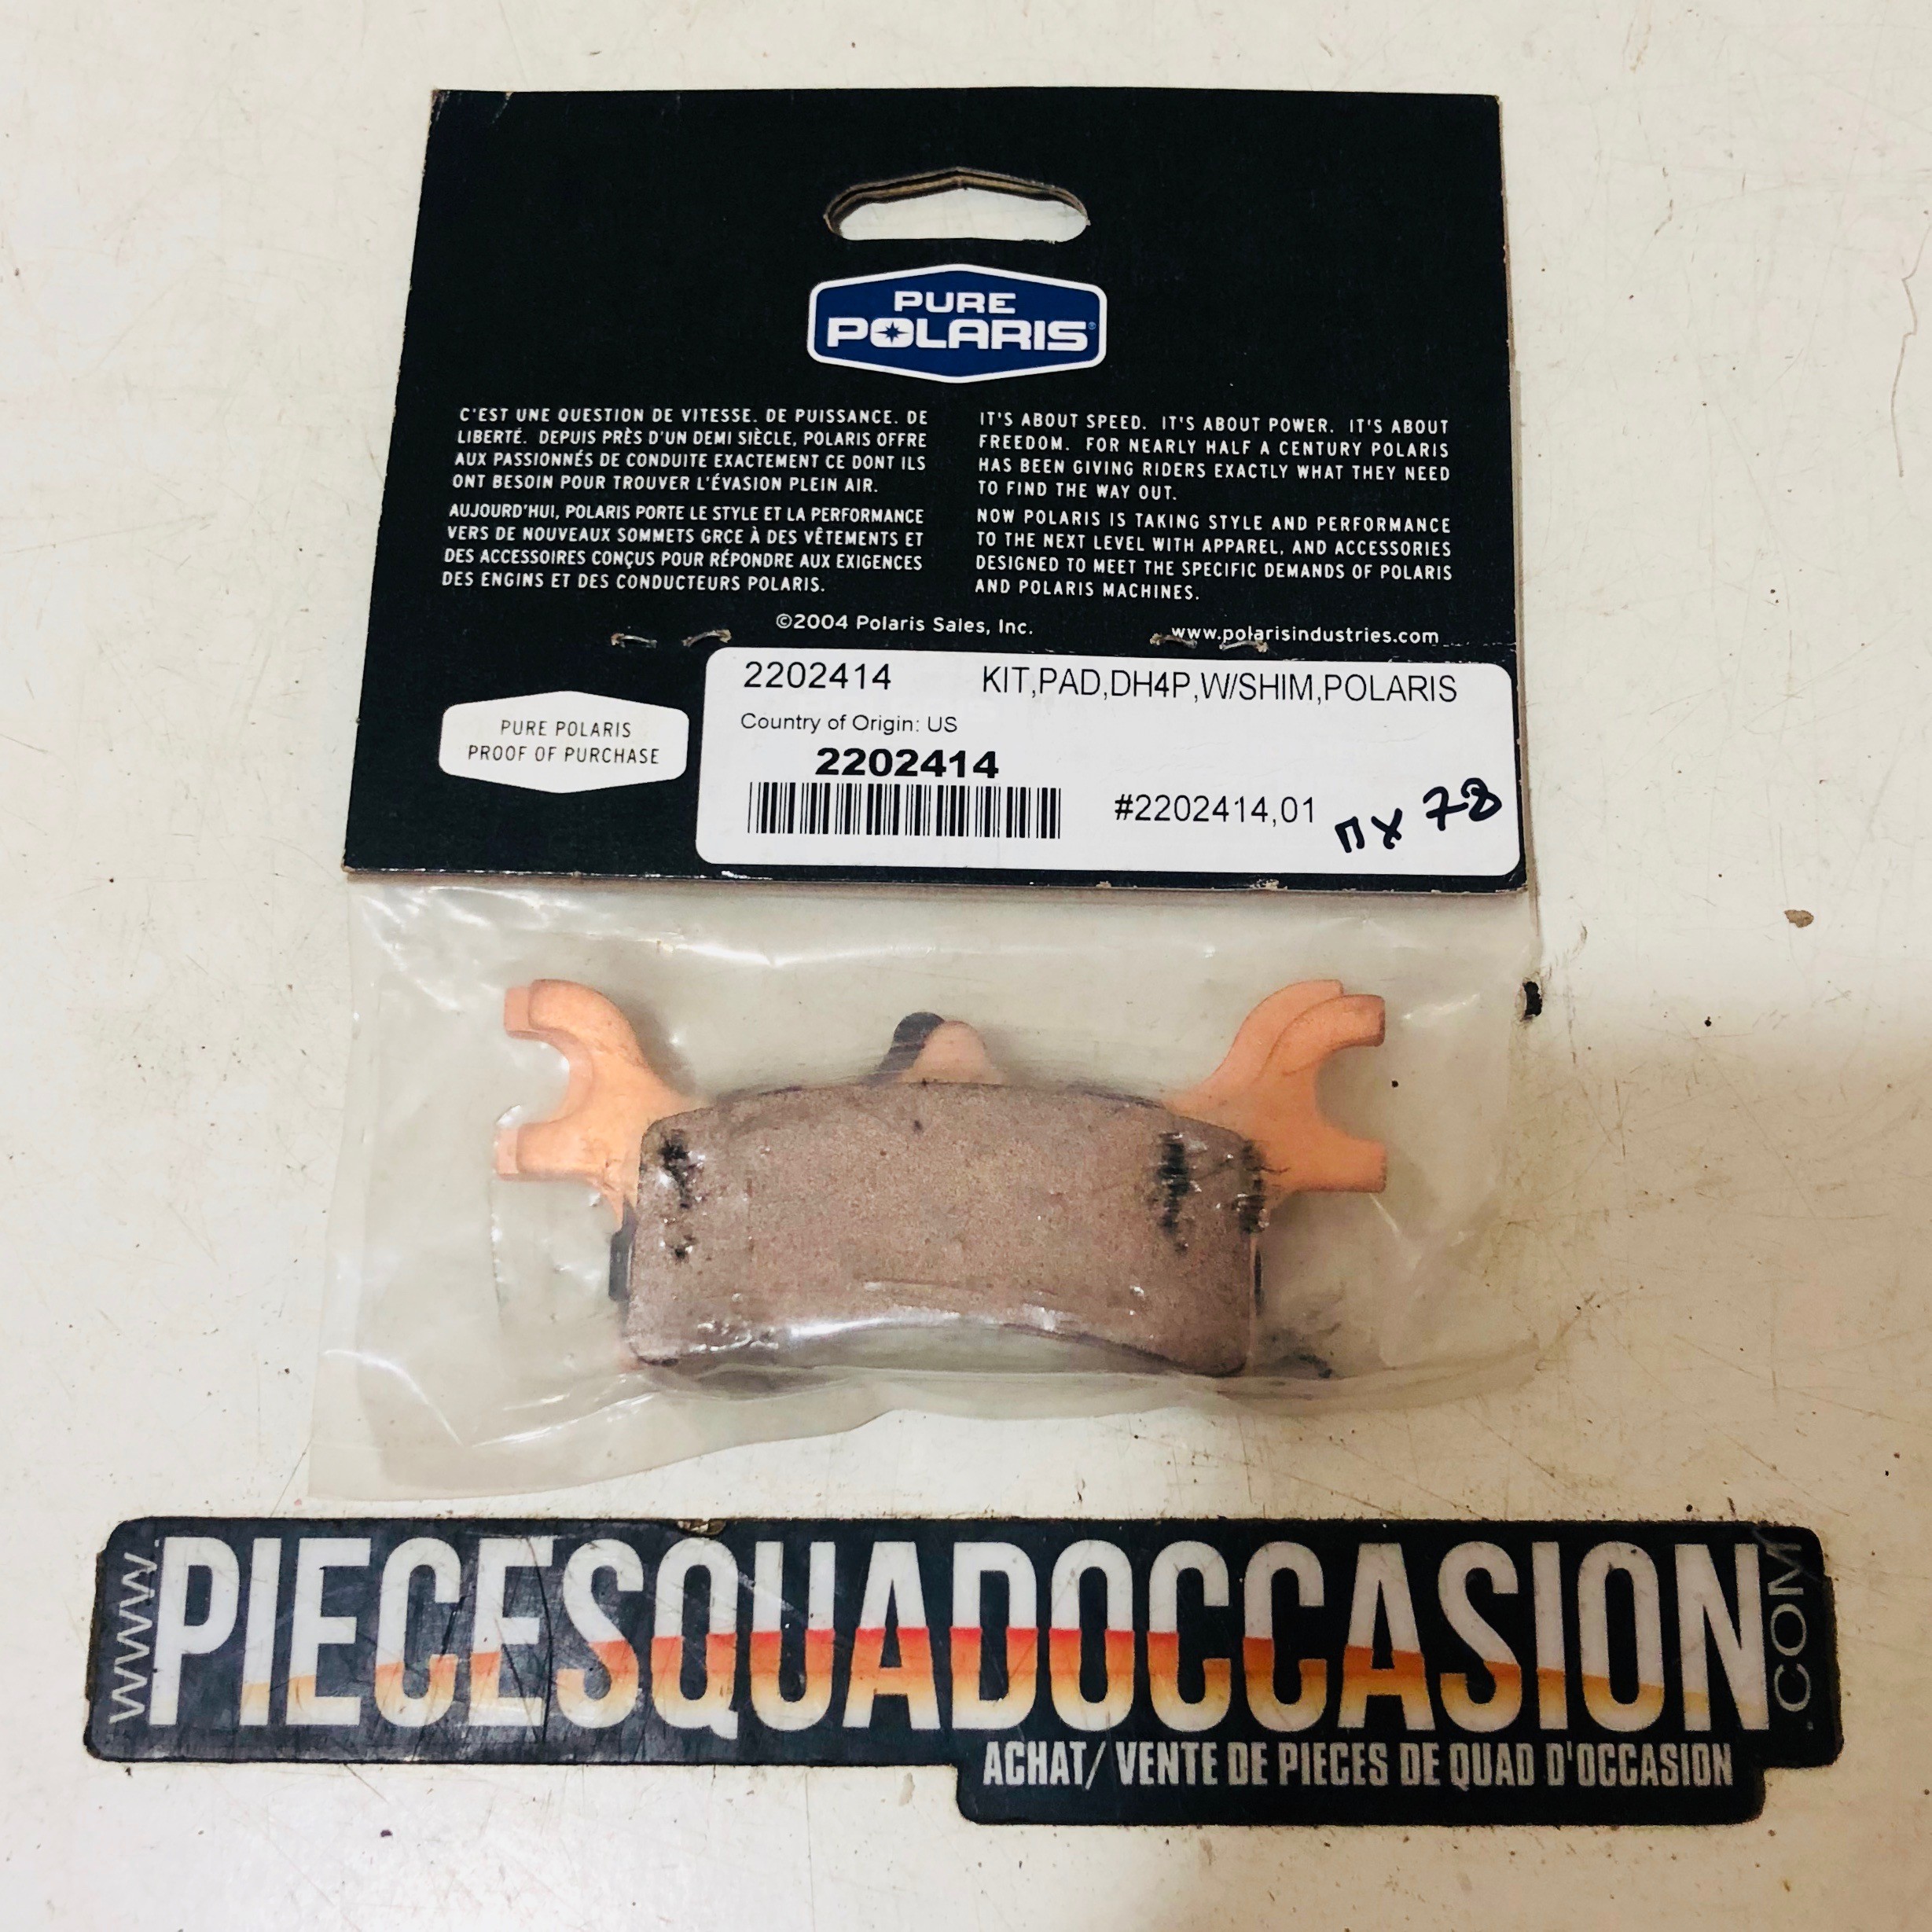 PURE
POLARIS®
C'EST UNE QUESTION DE VITESSE. DE PUISSANCE. DE
LIBERTÉ. DEPUIS PRÈS D'UN DEMI SIÈCLE, POLARIS OFFRE
AUX PASSIONNÉS DE CONDUITE EXACTEMENT CE DONT ILS
ONT BESOIN POUR TROUVER L'ÉVASION PLEIN AIR.
AUJOURD'HUI, POLARIS PORTE LE STYLE ET LA PERFORMANCE
VERS DE NOUVEAUX SOMMETS GRCE À DES VÊTEMENTS ET
DES ACCESSOIRES CONÇUS POUR RÉPONDRE AUX EXIGENCES
DES ENGINS ET DES CONDUCTEURS POLARIS.
IT'S ABOUT SPEED. IT'S ABOUT POWER. IT'S ABOUT
FREEDOM. FOR NEARLY HALF A CENTURY POLARIS
HAS BEEN GIVING RIDERS EXACTLY WHAT THEY NEED
TO FIND THE WAY OUT.
NOW POLARIS IS TAKING STYLE AND PERFORMANCE
TO THE NEXT LEVEL WITH APPAREL, AND ACCESSORIES
DESIGNED TO MEET THE SPECIFIC DEMANDS OF POLARIS
AND POLARIS MACHINES.
©2004 Polaris Sales, Inc.
www.polarisindustries.com
PURE POLARIS
PROOF OF PURCHASE
2202414 KIT,PAD,DH4P,W/SHIM,POLARIS
Country of Origin: US
2202414
#2202414,01
78
WWW.
PIECESQUADOCCASION
.COM
ACHAT/ VENTE DE PIECES DE QUAD D'OCCASION